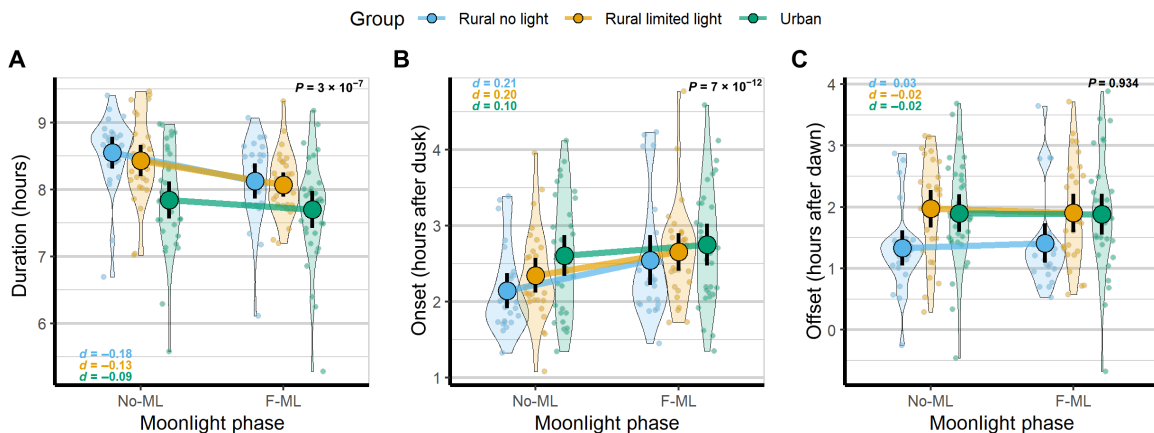 Group Rural no light Rural limited light Urban
A
P = 3 × 10⁻⁷
Duration (hours)
9
8
7
6
d = –0.18
d = –0.13
d = –0.09
No-ML F-ML
Moonlight phase
B
d = 0.21
d = 0.20
d = 0.10
P = 7 × 10⁻¹²
Onset (hours after dusk)
4
3
2
1
No-ML F-ML
Moonlight phase
C
d = 0.03
d = –0.02
d = –0.02
P = 0.934
Offset (hours after dawn)
4
3
2
1
0
No-ML F-ML
Moonlight phase